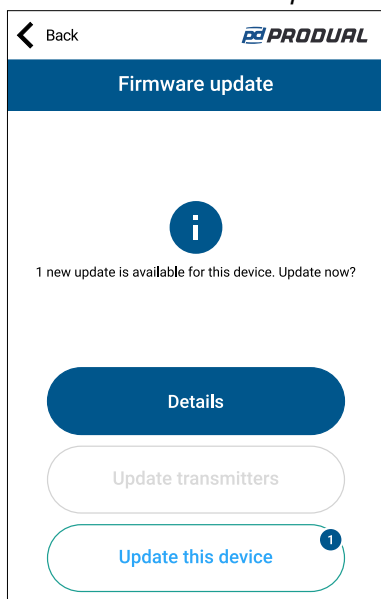 Back
pd PRODUAL
Firmware update
i
1 new update is available for this device. Update now?
Details
Update transmitters
1
Update this device